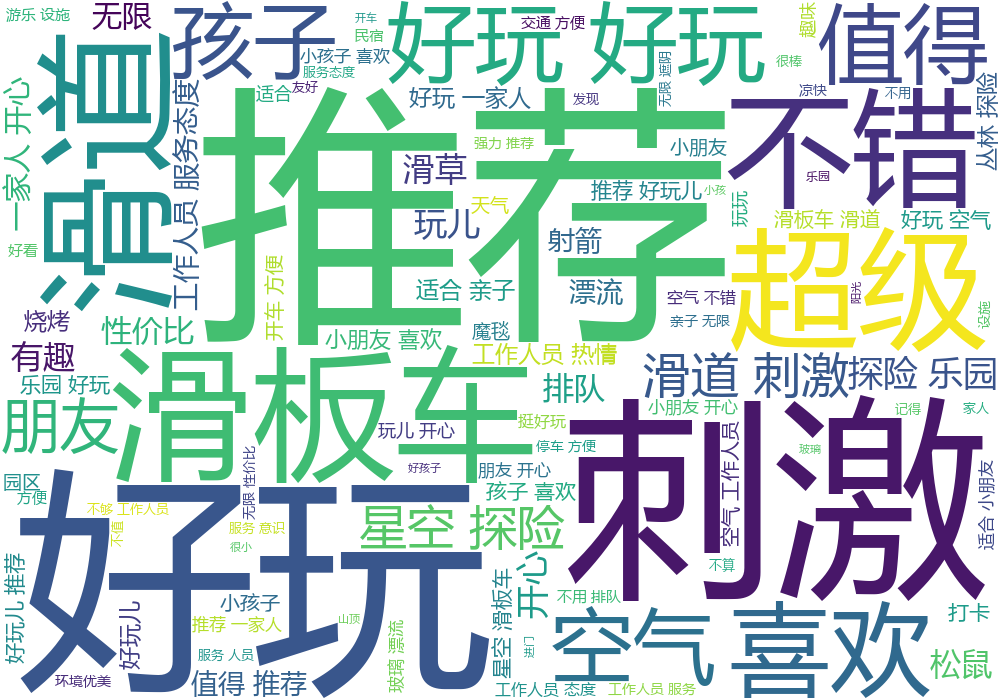 游乐 设施
无限
孩子
好玩 好玩
开车
民宿
交通 方便
趣味
值得
小孩子 喜欢
服务态度
很棒
适合
友好
好玩 一家人
发现
无限 遮阴
凉快
不用
丛林 探险
一家人 开心
滑道
工作人员 服务态度
推荐
强力 推荐
小朋友
不错
滑草
推荐 好玩儿
小孩
乐园
天气
玩玩
玩儿
射箭
滑板车 滑道
好玩 空气
好看
超级
开车 方便
适合 亲子
漂流
空气 不错
阳光
设施
烧烤
性价比
魔毯
亲子 无限
小朋友 喜欢
有趣
工作人员 热情
滑道 刺激
探险 乐园
乐园 好玩
排队
朋友
滑板车
挺好玩
小朋友 开心
记得
家人
玩儿 开心
停车 方便
刺激
玻璃
无限 性价比
好孩子
朋友 开心
园区
方便
孩子 喜欢
空气 工作人员
适合 小朋友
好玩
不够 工作人员
不值
服务 意识
很小
星空 探险
好玩儿 推荐
开心
不算
星空 滑板车
不用 排队
小孩子
好玩儿
推荐 一家人
山顶
空气
喜欢
打卡
玻璃 漂流
热门
服务 人员
松鼠
环境优美
值得 推荐
工作人员 态度
工作人员 服务